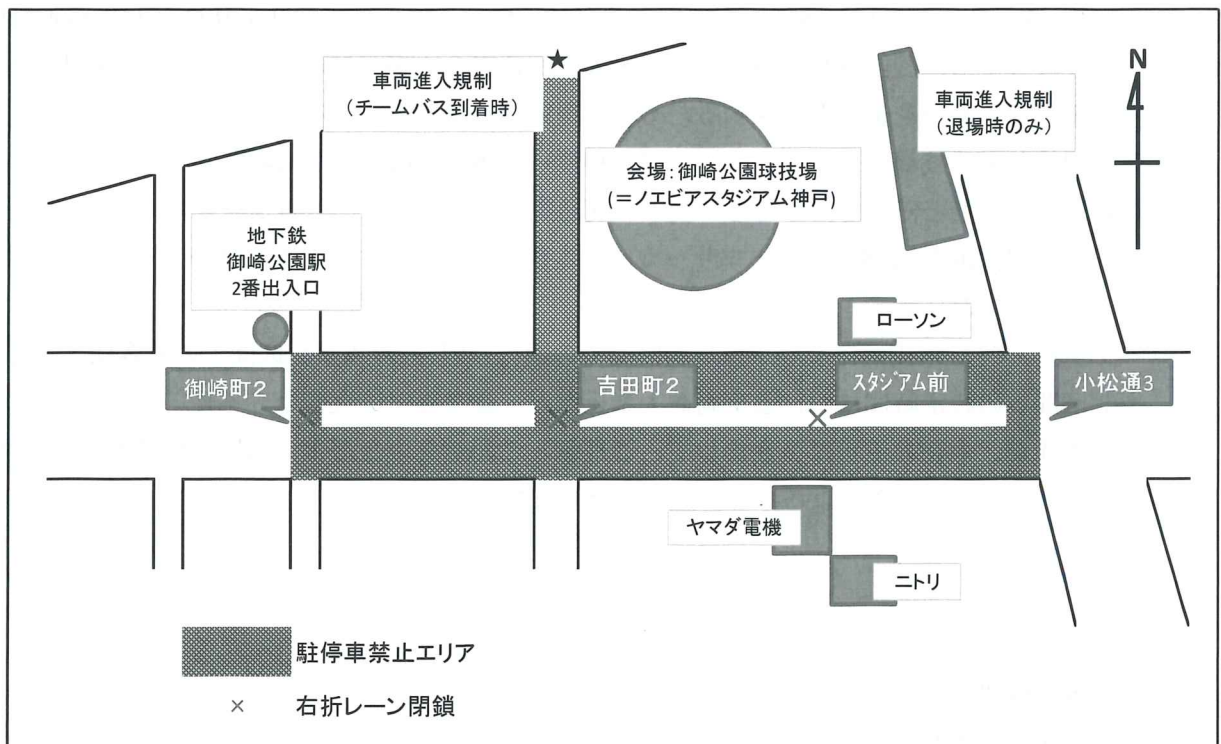 ★
車両進入規制
(チームバス到着時)
車両進入規制
(退場時のみ)
N
会場:御崎公園球技場
(=ノエビアスタジアム神戸)
地下鉄
御崎公園駅
2番出入口
ローソン
御崎町2
吉田町2
スタジアム前
小松通3
ヤマダ電機
ニトリ
駐停車禁止エリア
× 右折レーン閉鎖